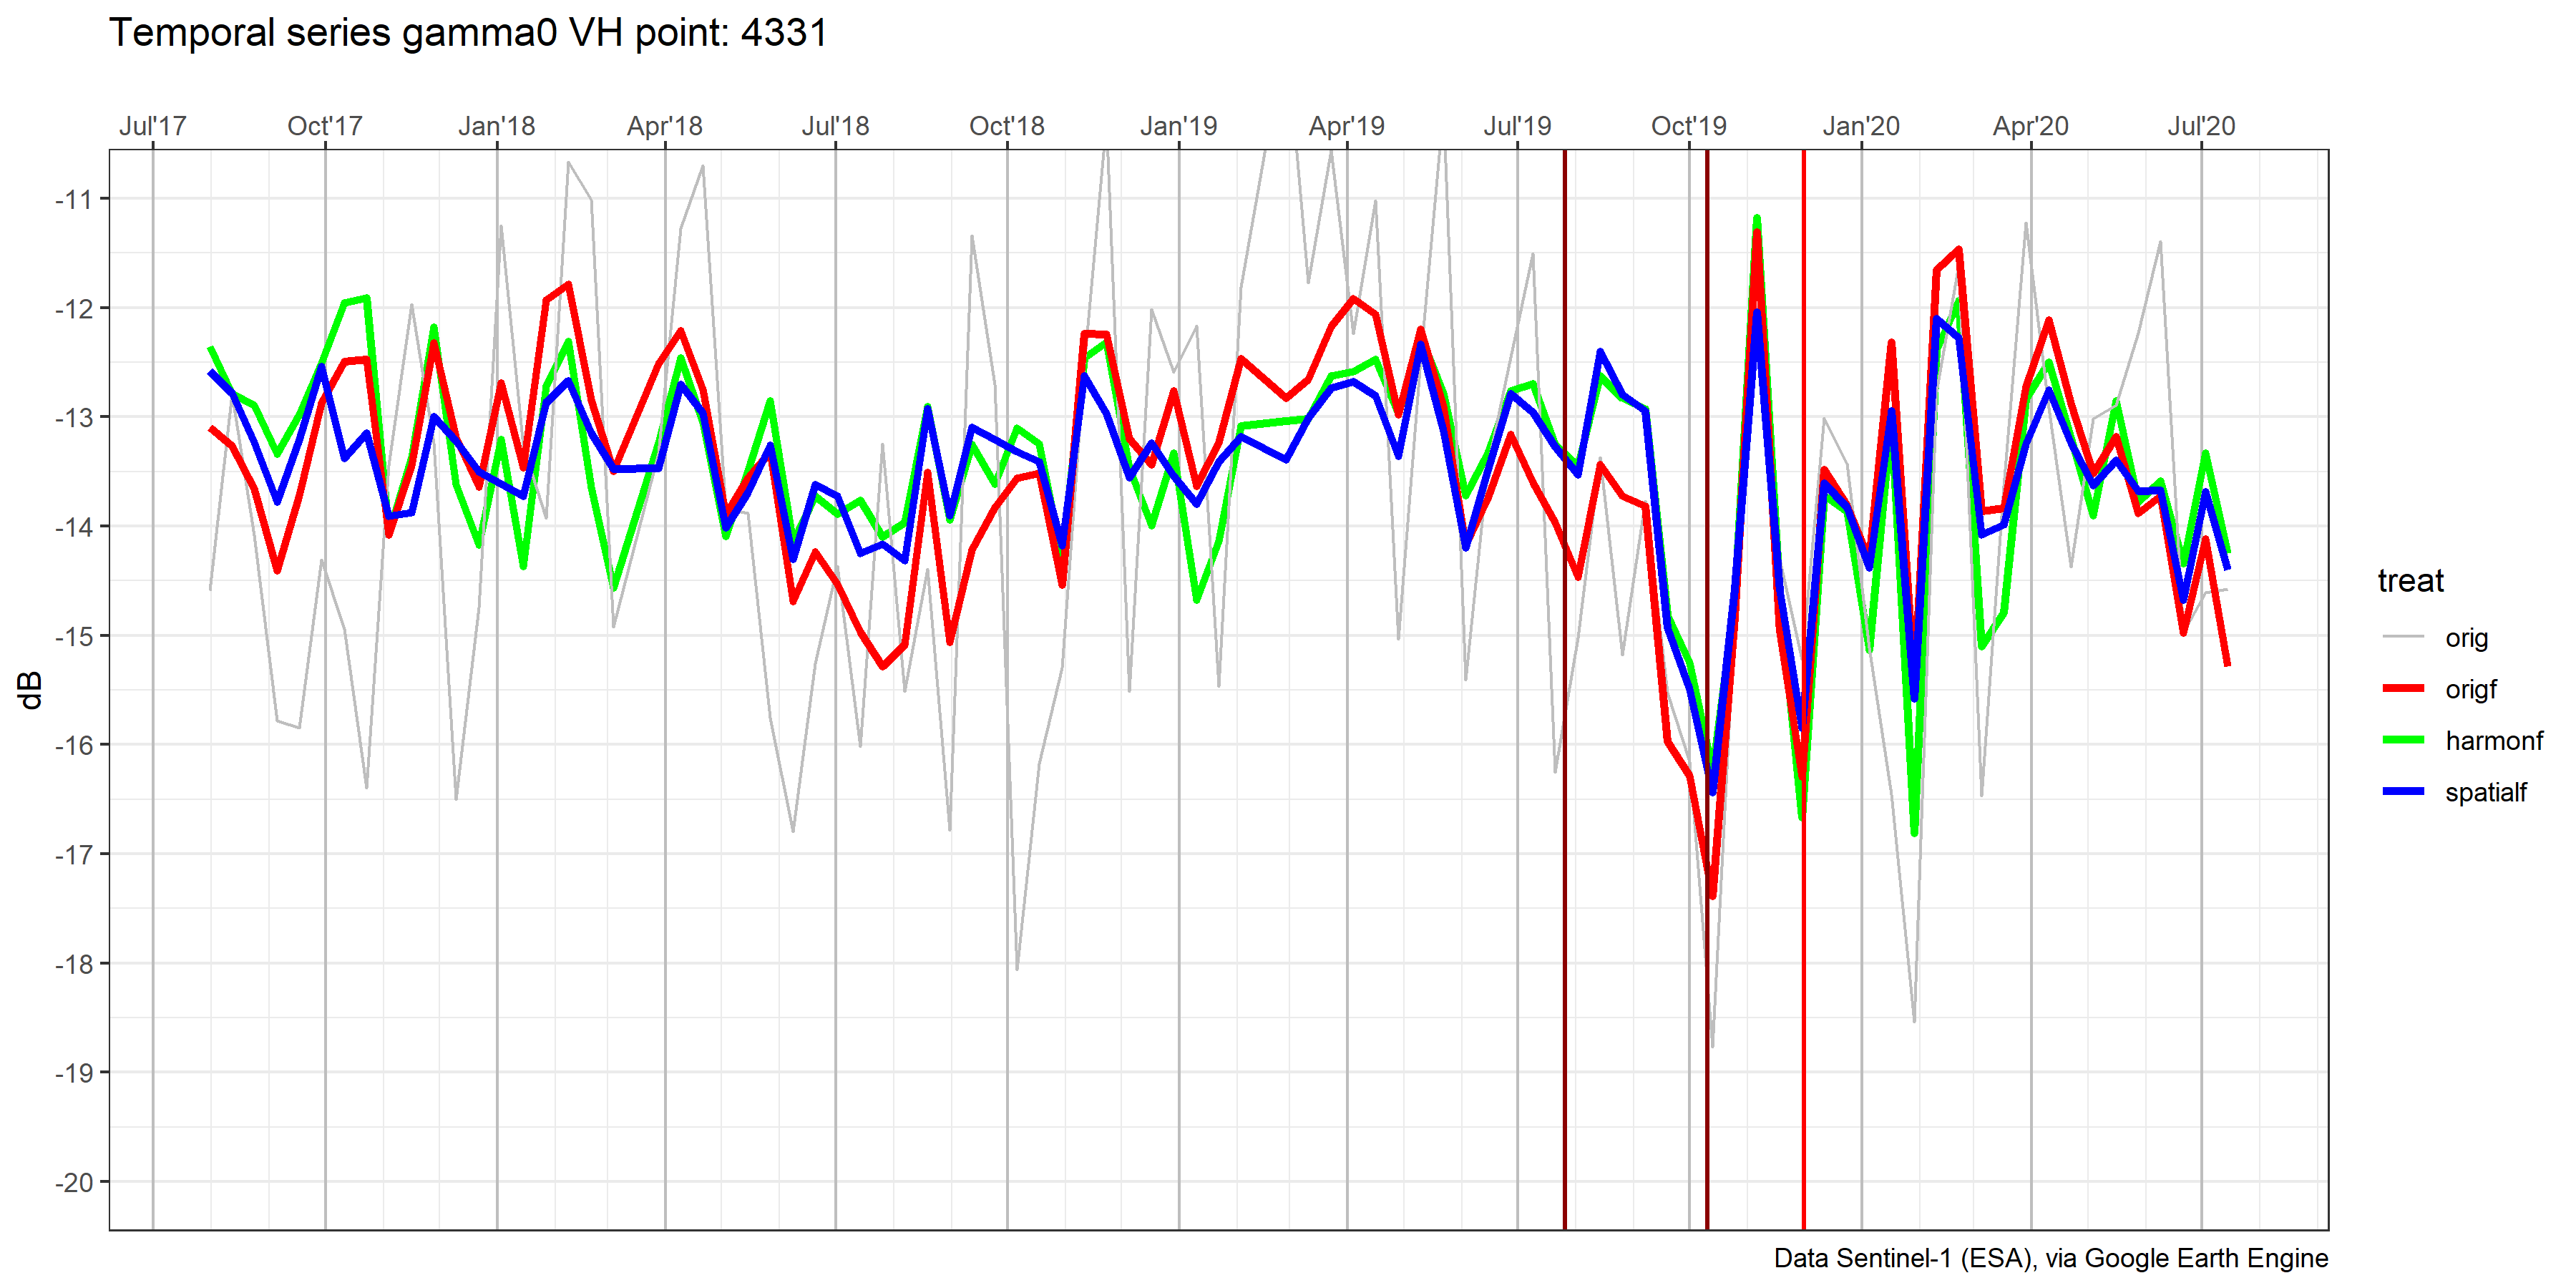 Temporal series gamma0 VH point: 4331
Jul'17 Oct'17 Jan'18 Apr'18 Jul'18 Oct'18 Jan'19 Apr'19 Jul'19 Oct'19 Jan'20 Apr'20 Jul'20
-11
-12
-13
-14
-15
-16
-17
-18
-19
-20
dB
treat
orig
origf
harmonf
spatialf
Data Sentinel-1 (ESA), via Google Earth Engine